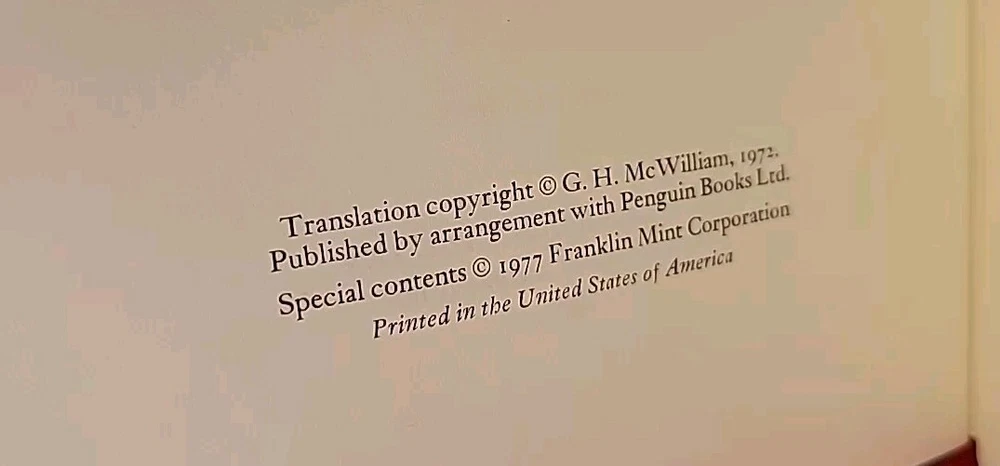 Translation copyright © G. H. McWilliam, 1972.
Published by arrangement with Penguin Books Ltd.
Special contents © 1977 Franklin Mint Corporation
Printed in the United States of America